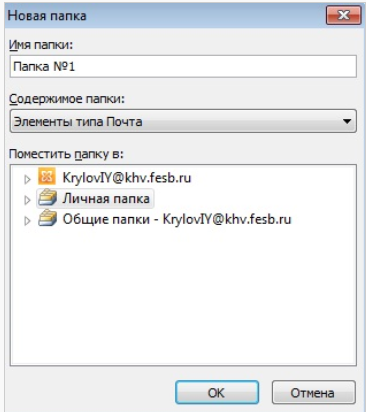 Новая папка
Имя папки:
Папка №1
Содержимое папки:
Элементы типа Почта
Поместить папку в:
KrylovIY@khv.fesb.ru
Личная папка
Общие папки - KrylovIY@khv.fesb.ru
OK
Отмена